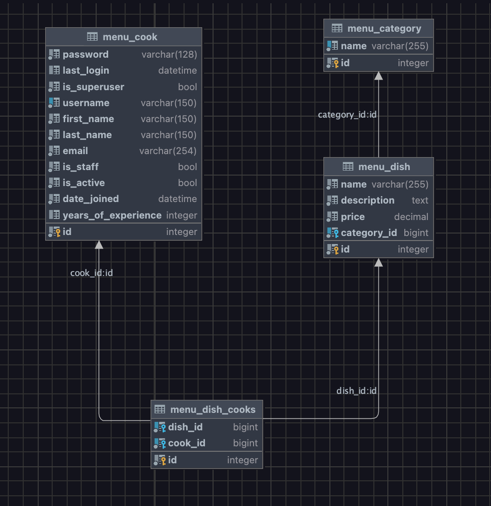 menu_cook
password varchar(128)
last_login datetime
is_superuser bool
username varchar(150)
first_name varchar(150)
last_name varchar(150)
email varchar(254)
is_staff bool
is_active bool
date_joined datetime
years_of_experience integer
id integer
menu_category
name varchar(255)
id integer
category_id:id
menu_dish
name varchar(255)
description text
price decimal
category_id bigint
id integer
cook_id:id
dish_id:id
menu_dish_cooks
dish_id bigint
cook_id bigint
id integer